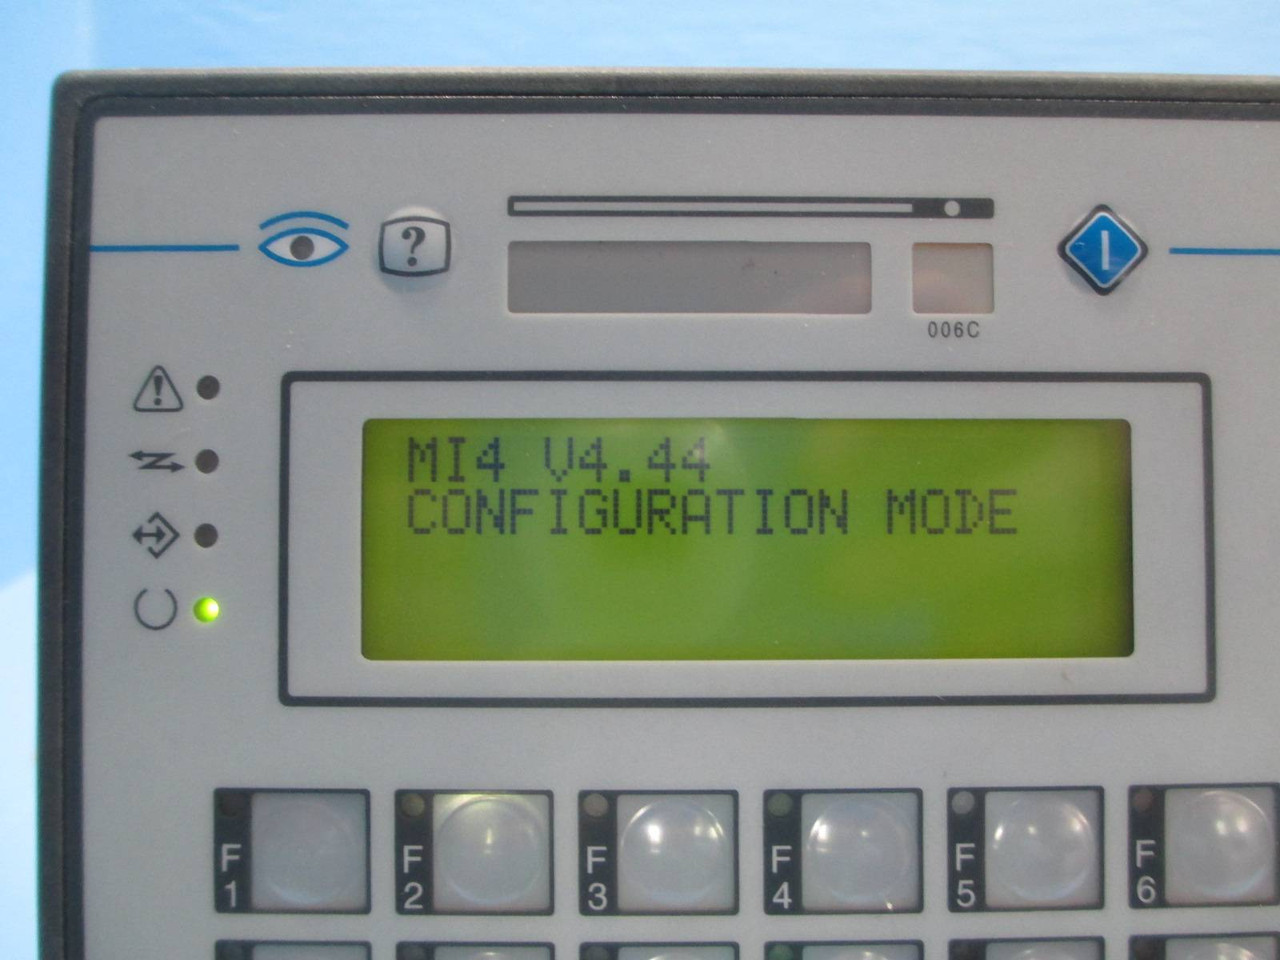 ?
I
006C
MI4 V4.44
CONFIGURATION MODE
F1
F2
F3
F4
F5
F6